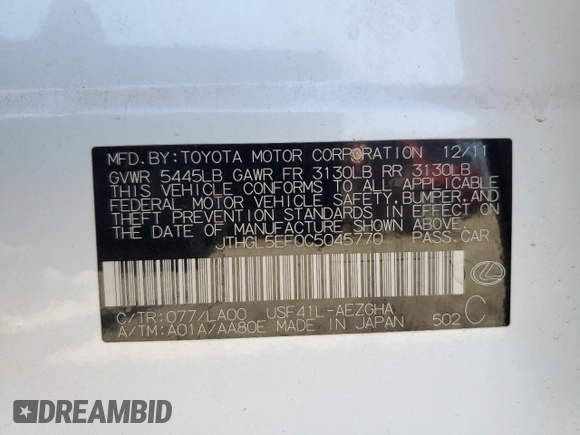 MFD. BY: TOYOTA MOTOR CORPORATION 12/11
GVWR 5445LB GAWR FR 3130LB RR 3130LB
THIS VEHICLE CONFORMS TO ALL APPLICABLE
FEDERAL MOTOR VEHICLE SAFETY, BUMPER, AND
THEFT PREVENTION STANDARDS IN EFFECT ON
THE DATE OF MANUFACTURE SHOWN ABOVE.
JTHGL5EF0C5045770 PASS. CAR
C/TR: 077/LA00 USF41L-AEZGHA
A/TM: A01A/AA80E MADE IN JAPAN 502 C
DREAMBID